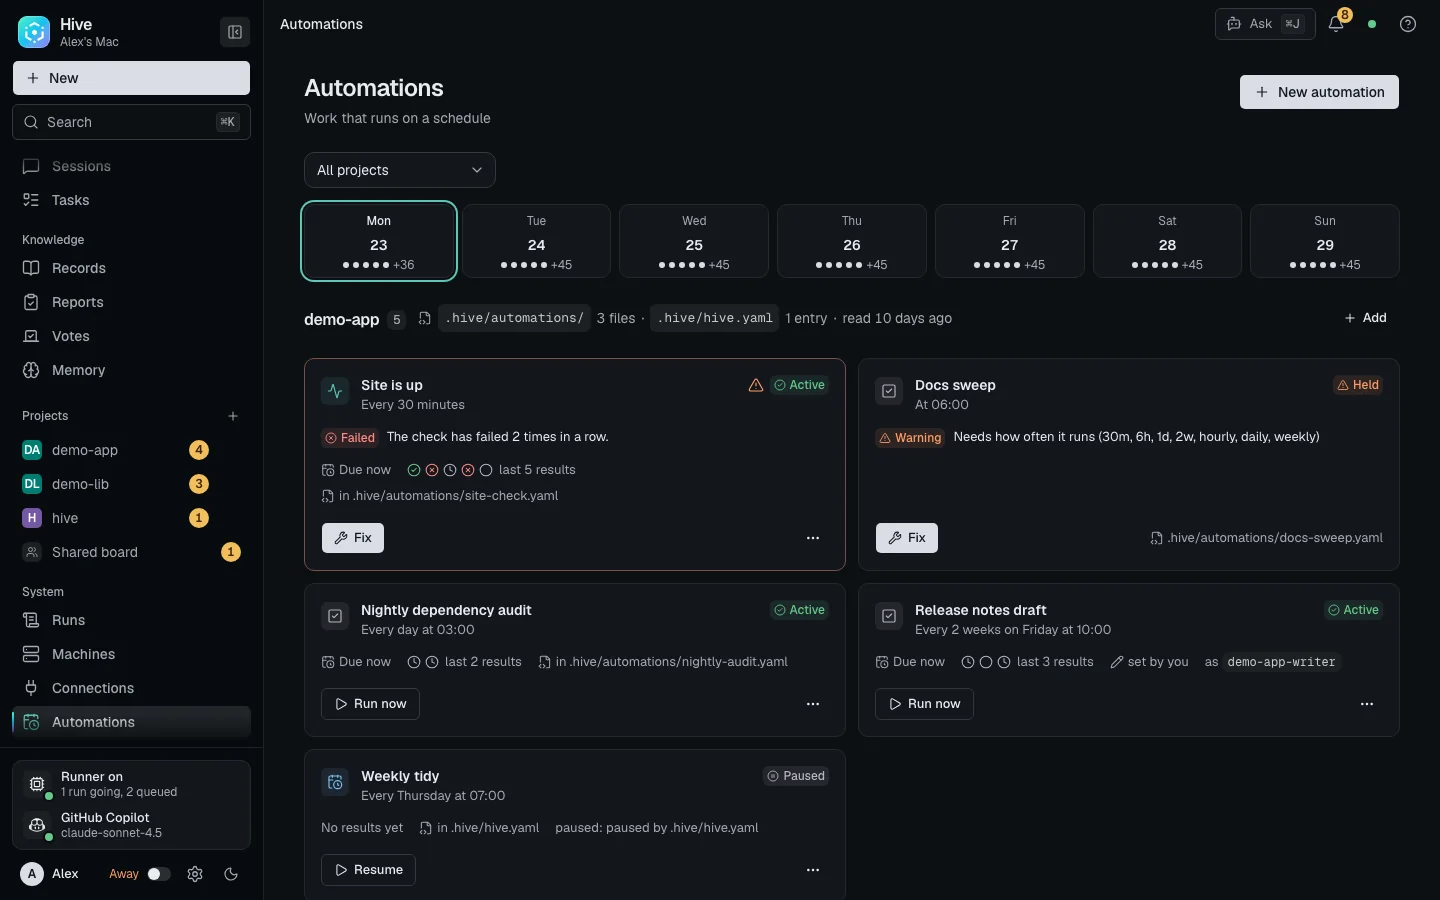 Hive
Alex's Mac
New
Search ⌘K
Sessions
Tasks
Knowledge
Records
Reports
Votes
Memory
Projects
DA demo-app 4
DL demo-lib 3
H hive 1
Shared board 1
System
Runs
Machines
Connections
Automations
Runner on
1 run going, 2 queued
GitHub Copilot
claude-sonnet-4.5
A Alex Away
Automations
Ask ⌘J
8
Automations
Work that runs on a schedule
New automation
All projects
Mon 23 +36
Tue 24 +45
Wed 25 +45
Thu 26 +45
Fri 27 +45
Sat 28 +45
Sun 29 +45
demo-app 5 .hive/automations/ 3 files · .hive/hive.yaml 1 entry · read 10 days ago
Add
Site is up
Active
Every 30 minutes
Failed The check has failed 2 times in a row.
Due now last 5 results
in .hive/automations/site-check.yaml
Fix
Docs sweep
Held
At 06:00
Warning Needs how often it runs (30m, 6h, 1d, 2w, hourly, daily, weekly)
Fix
.hive/automations/docs-sweep.yaml
Nightly dependency audit
Active
Every day at 03:00
Due now last 2 results in .hive/automations/nightly-audit.yaml
Run now
Release notes draft
Active
Every 2 weeks on Friday at 10:00
Due now last 3 results set by you as demo-app-writer
Run now
Weekly tidy
Paused
Every Thursday at 07:00
No results yet in .hive/hive.yaml paused: paused by .hive/hive.yaml
Resume